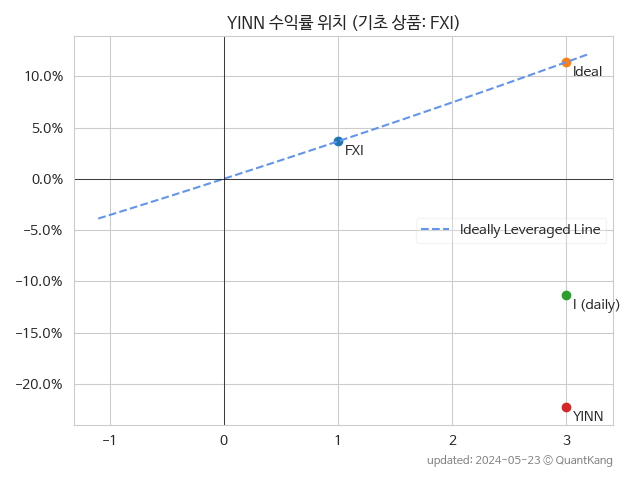 YINN 수익률 위치 (기초 상품: FXI)
10.0%
Ideal
5.0%
FXI
0.0%
-5.0%
Ideally Leveraged Line
-10.0%
I (daily)
-15.0%
-20.0%
YINN
-1
0
1
2
3
updated: 2024-05-23 © QuantKang